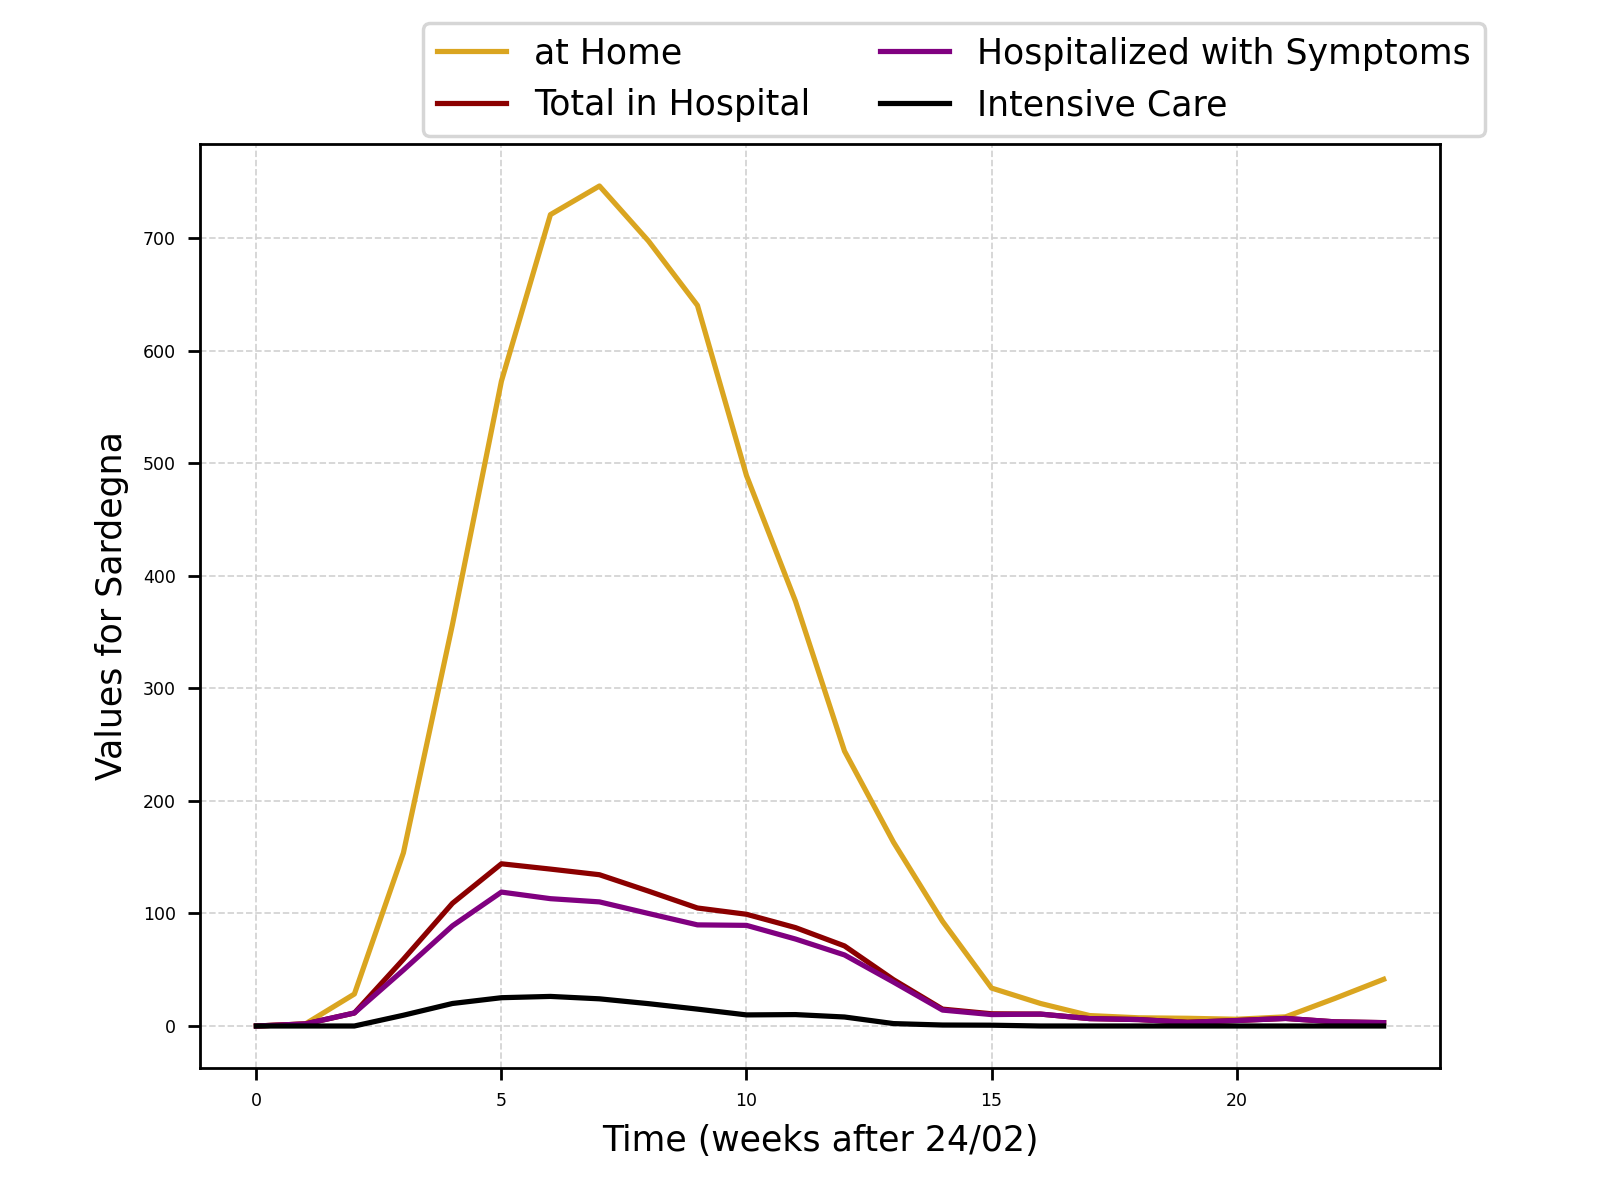 at Home
Total in Hospital
Hospitalized with Symptoms
Intensive Care
700
600
500
400
300
200
100
0
Values for Sardegna
0 5 10 15 20
Time (weeks after 24/02)